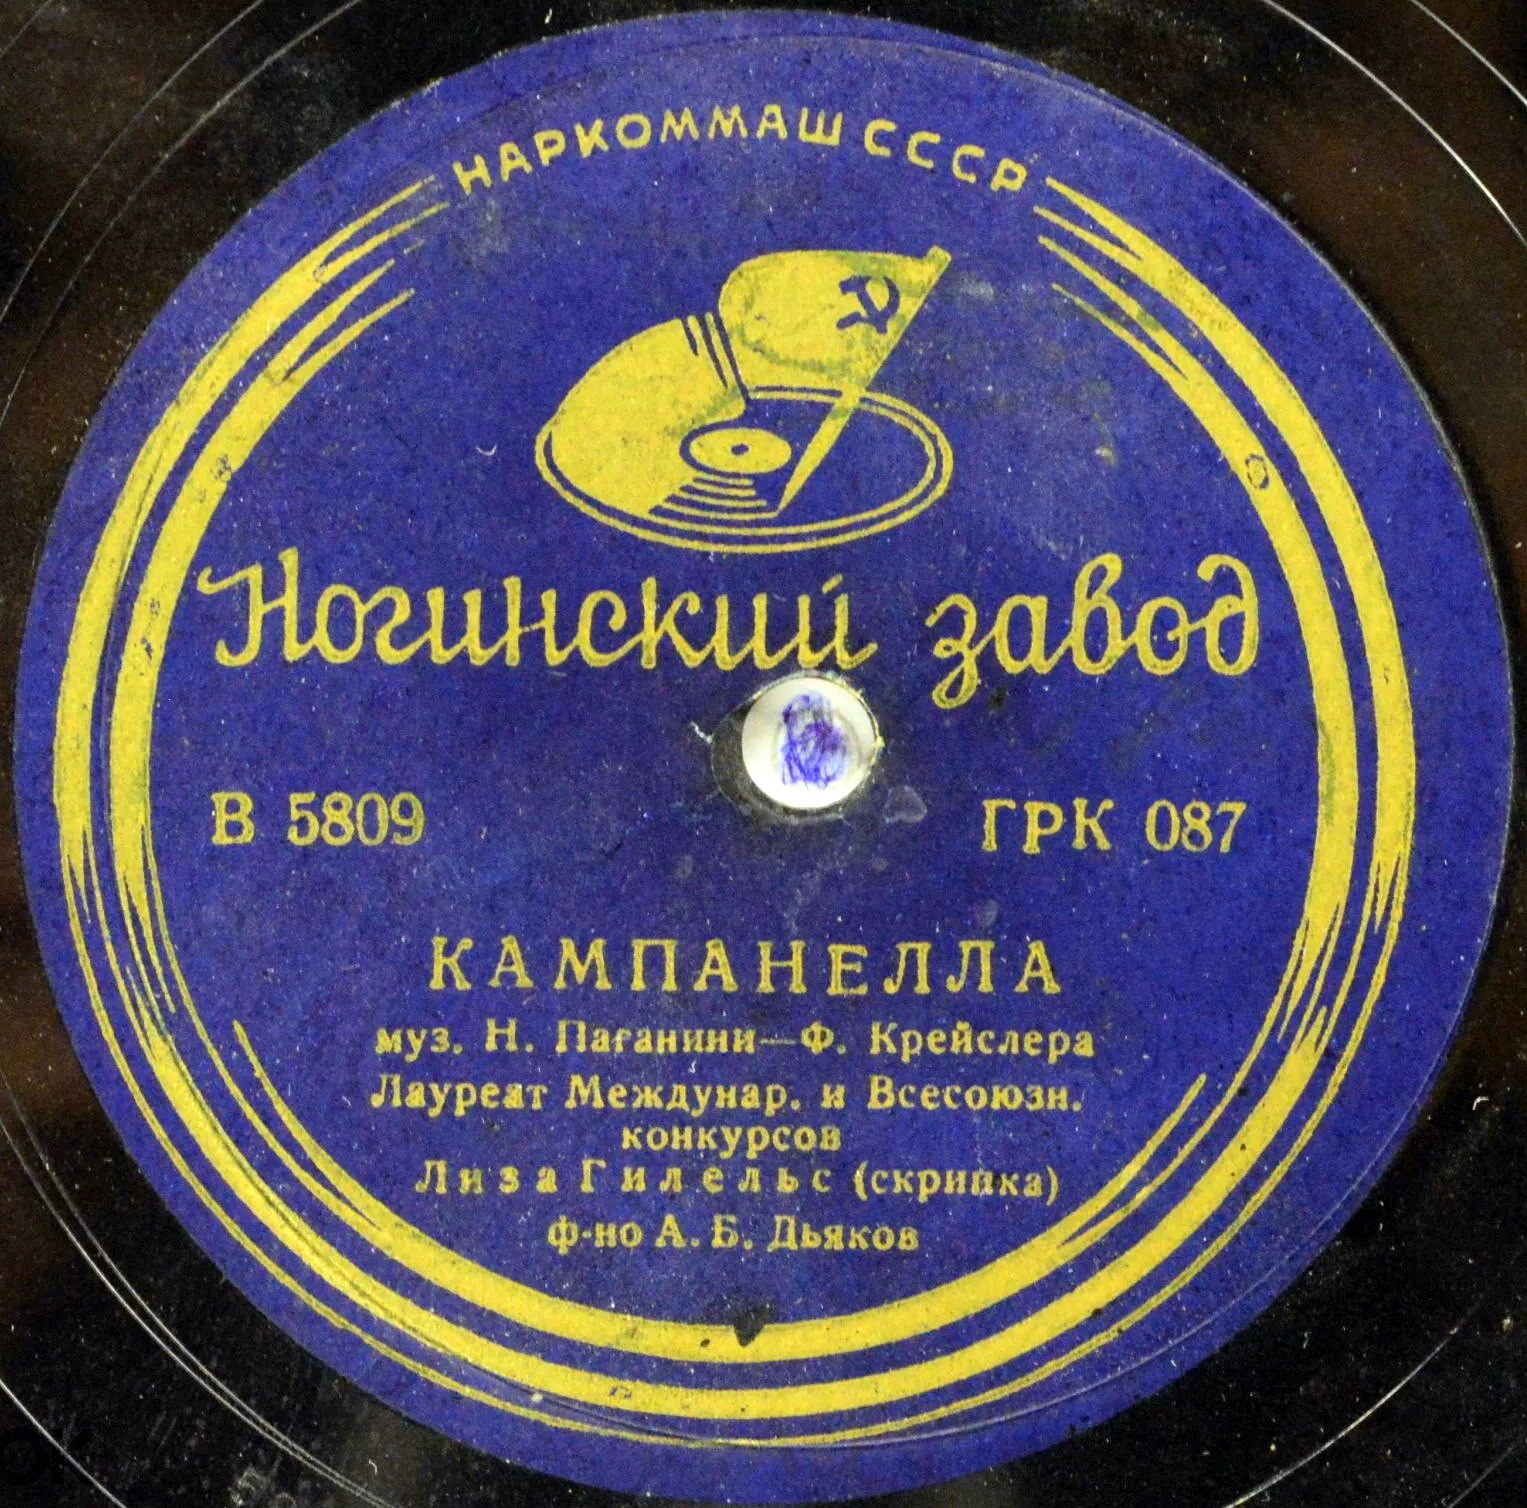 НАРКОММАШ СССР
Ногинский завод
В 5809 ГРК 087
КАМПАНЕЛЛА
муз. Н. Паганини—Ф. Крейслера
Лауреат Междунар. и Всесоюзн.
конкурсов
Лиза Гилельс (скрипка)
ф-но А. Б. Дьяков